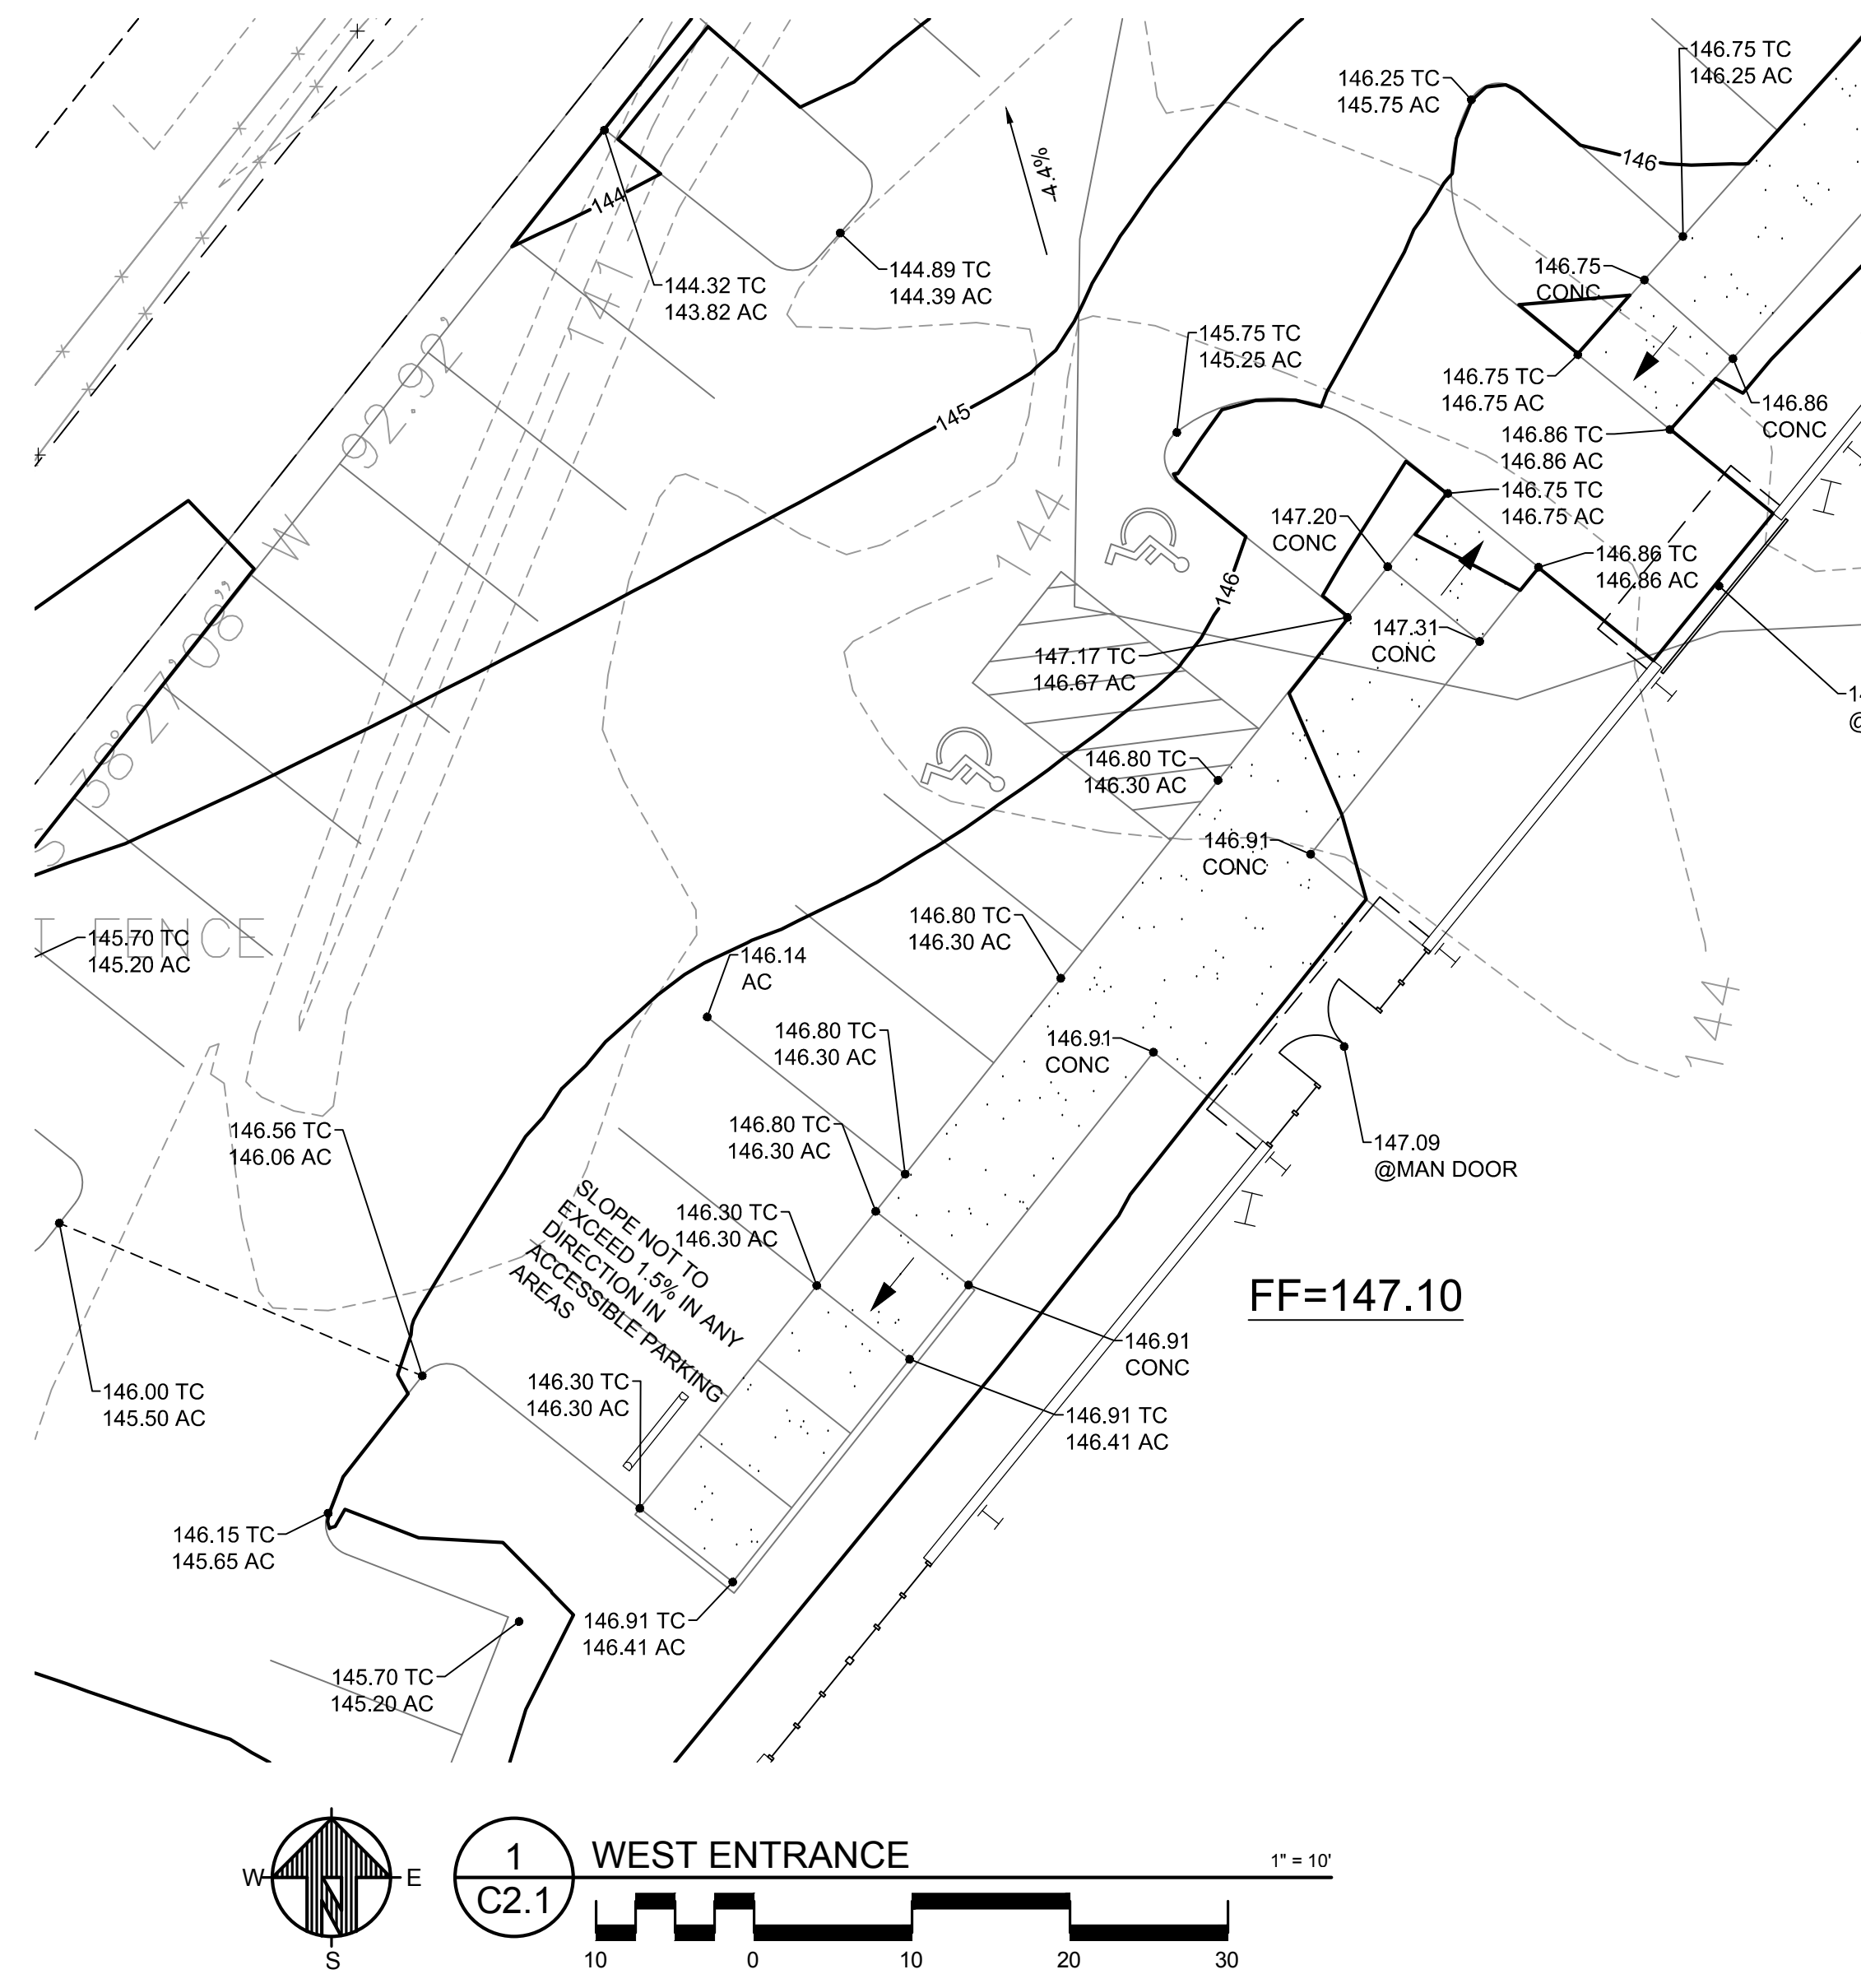 146.75 TC
146.25 AC
146.25 TC
145.75 AC
146
4.4%
144
141
144.89 TC
144.39 AC
144.32 TC
143.82 AC
146.75
CONC
145.75 TC
145.25 AC
146.75 TC
146.75 AC
146.86
CONC
145
S 38°27'08" W 92.92'
146.86 TC
146.86 AC
146.75 TC
146.75 AC
147.20
CONC
144
146.86 TC
146.86 AC
146
147.31
CONC
147.17 TC
146.67 AC
14
@
146.80 TC
146.30 AC
146.91
CONC
T FENCE
145.70 TC
145.20 AC
146.80 TC
146.30 AC
146.14
AC
144
146.80 TC
146.30 AC
146.91
CONC
146.56 TC
146.06 AC
146.80 TC
146.30 AC
147.09
@MAN DOOR
146.30 TC
146.30 AC
SLOPE NOT TO
EXCEED 1.5% IN ANY
DIRECTION IN
ACCESSIBLE PARKING
AREAS
FF=147.10
146.91
CONC
146.00 TC
145.50 AC
146.30 TC
146.30 AC
146.91 TC
146.41 AC
146.15 TC
145.65 AC
146.91 TC
146.41 AC
145.70 TC
145.20 AC
W
E
S
N
1
C2.1
WEST ENTRANCE
1" = 10'
10 0 10 20 30